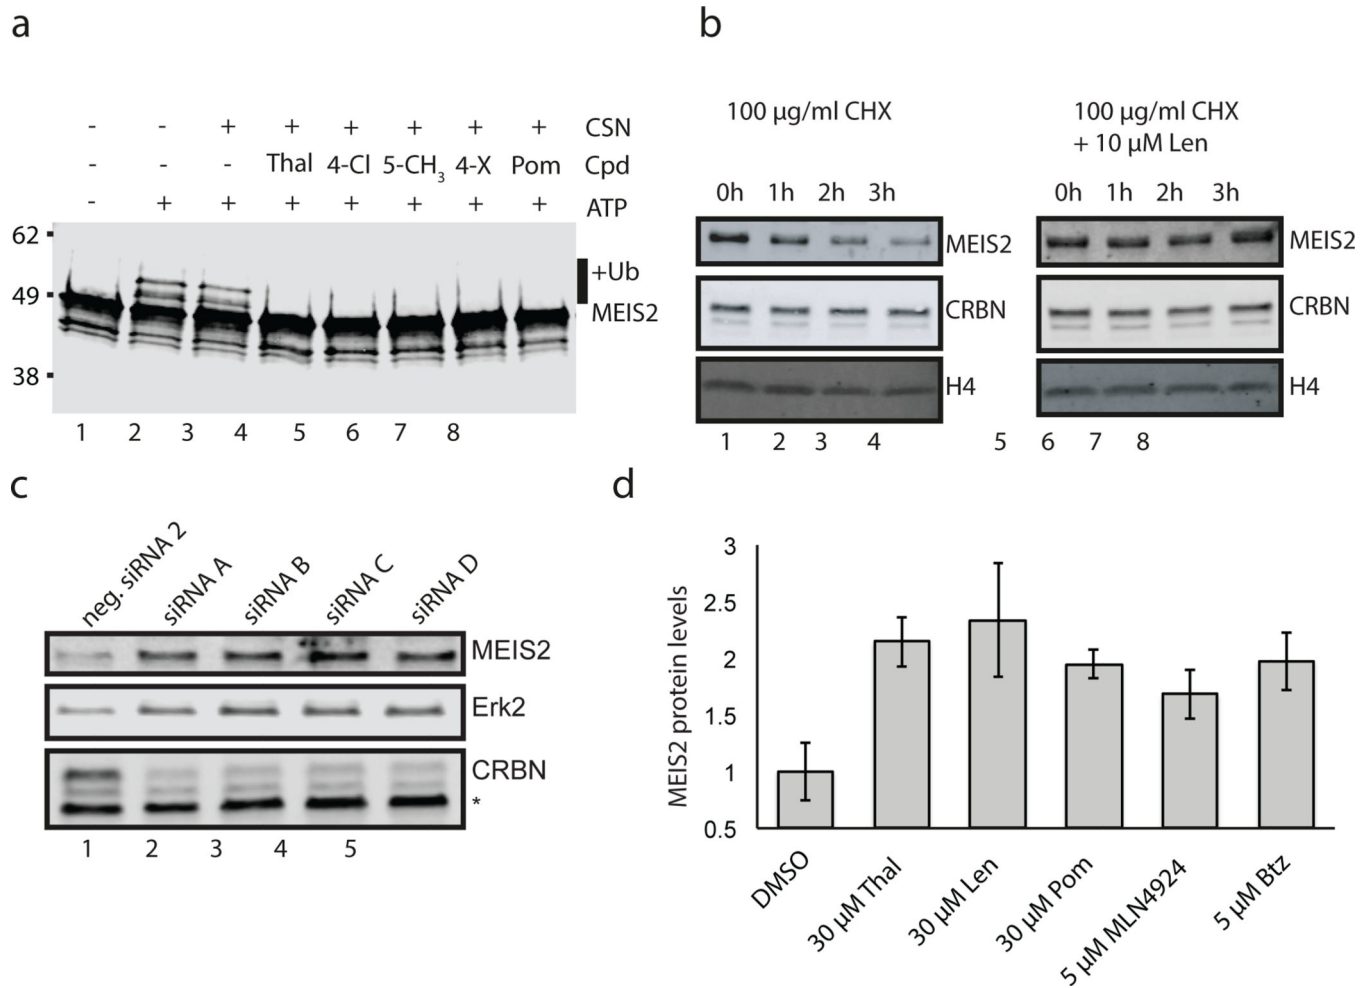 a
- - + + + + + + CSN
- - - Thal 4-Cl 5-CH3 4-X Pom Cpd
- + + + + + + + ATP
62
49
38
+Ub
MEIS2
1 2 3 4 5 6 7 8
b
100 µg/ml CHX
0h 1h 2h 3h
MEIS2
CRBN
H4
1 2 3 4
100 µg/ml CHX
+ 10 µM Len
0h 1h 2h 3h
MEIS2
CRBN
H4
5 6 7 8
c
neg. siRNA 2
siRNA A
siRNA B
siRNA C
siRNA D
MEIS2
Erk2
CRBN
*
1 2 3 4 5
d
MEIS2 protein levels
3
2.5
2
1.5
1
0.5
DMSO
30 µM Thal
30 µM Len
30 µM Pom
5 µM MLN4924
5 µM Btz